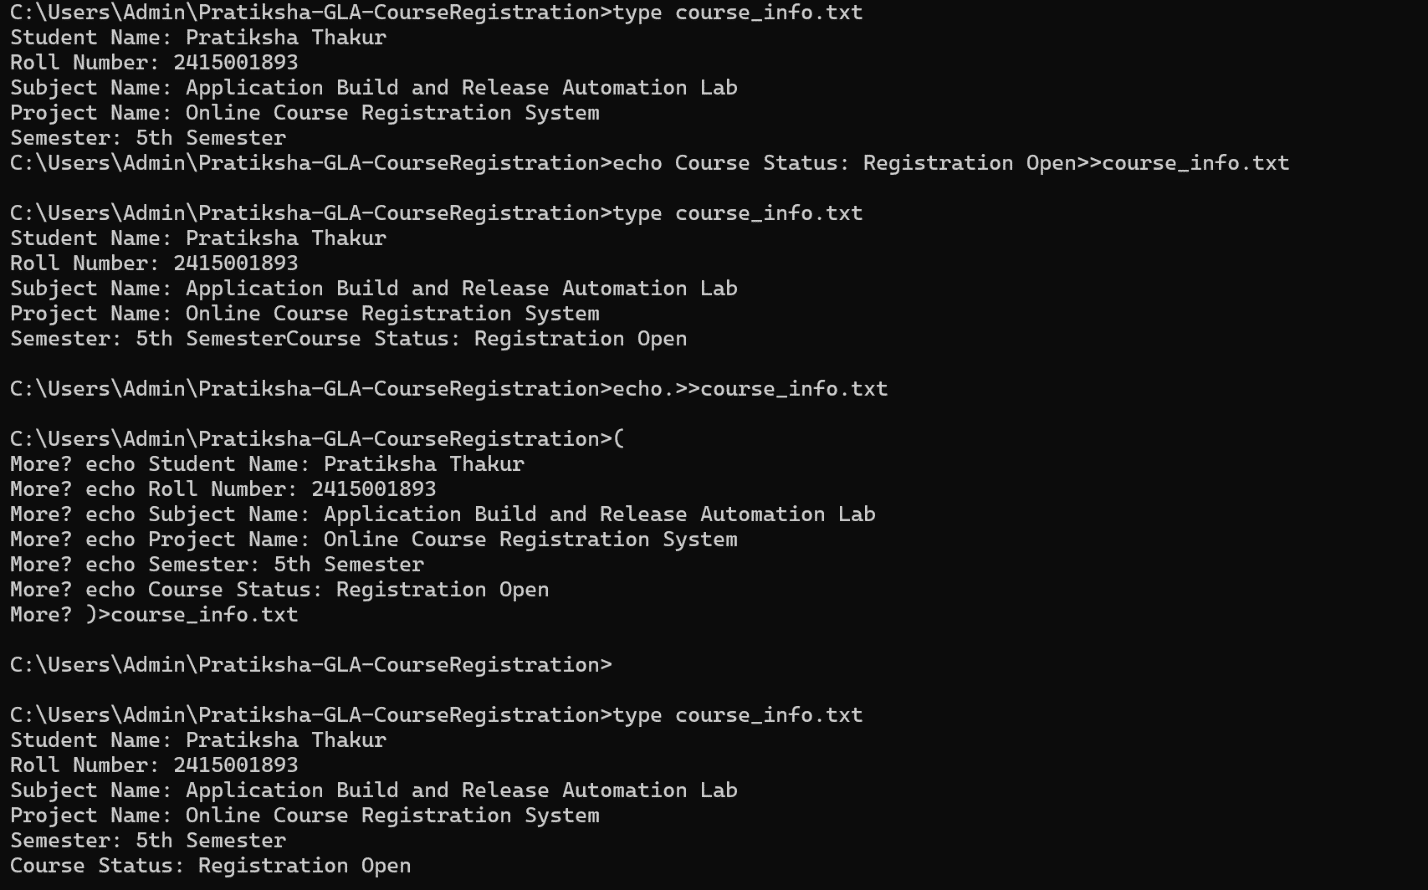 C:\Users\Admin\Pratiksha-GLA-CourseRegistration>type course_info.txt
Student Name: Pratiksha Thakur
Roll Number: 2415001893
Subject Name: Application Build and Release Automation Lab
Project Name: Online Course Registration System
Semester: 5th Semester
C:\Users\Admin\Pratiksha-GLA-CourseRegistration>echo Course Status: Registration Open>>course_info.txt
C:\Users\Admin\Pratiksha-GLA-CourseRegistration>type course_info.txt
Student Name: Pratiksha Thakur
Roll Number: 2415001893
Subject Name: Application Build and Release Automation Lab
Project Name: Online Course Registration System
Semester: 5th SemesterCourse Status: Registration Open
C:\Users\Admin\Pratiksha-GLA-CourseRegistration>echo.>>course_info.txt
C:\Users\Admin\Pratiksha-GLA-CourseRegistration>(
More? echo Student Name: Pratiksha Thakur
More? echo Roll Number: 2415001893
More? echo Subject Name: Application Build and Release Automation Lab
More? echo Project Name: Online Course Registration System
More? echo Semester: 5th Semester
More? echo Course Status: Registration Open
More? )>course_info.txt
C:\Users\Admin\Pratiksha-GLA-CourseRegistration>
C:\Users\Admin\Pratiksha-GLA-CourseRegistration>type course_info.txt
Student Name: Pratiksha Thakur
Roll Number: 2415001893
Subject Name: Application Build and Release Automation Lab
Project Name: Online Course Registration System
Semester: 5th Semester
Course Status: Registration Open